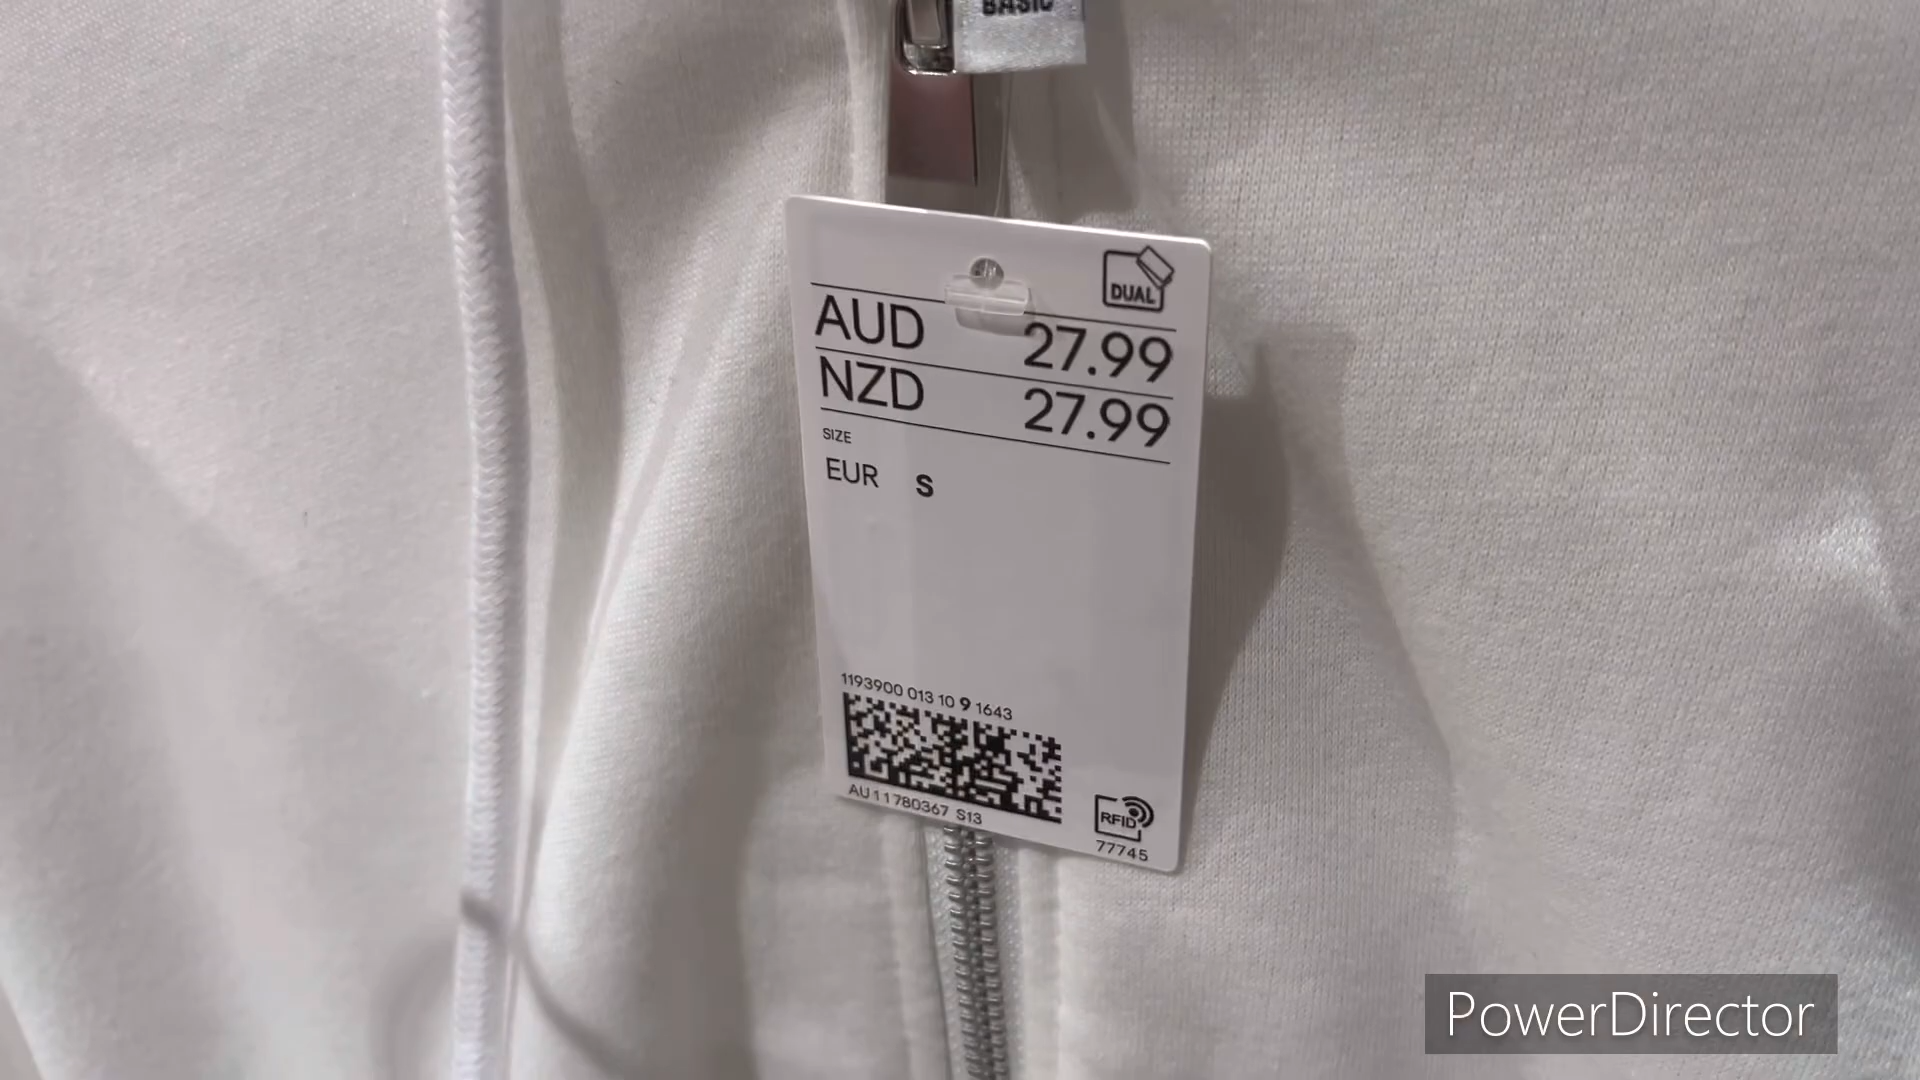 BASIC
DUAL
AUD 27.99
NZD 27.99
SIZE
EUR S
1193900 013 10 9 1643
AU 11780367 S13
RFID
77745
PowerDirector